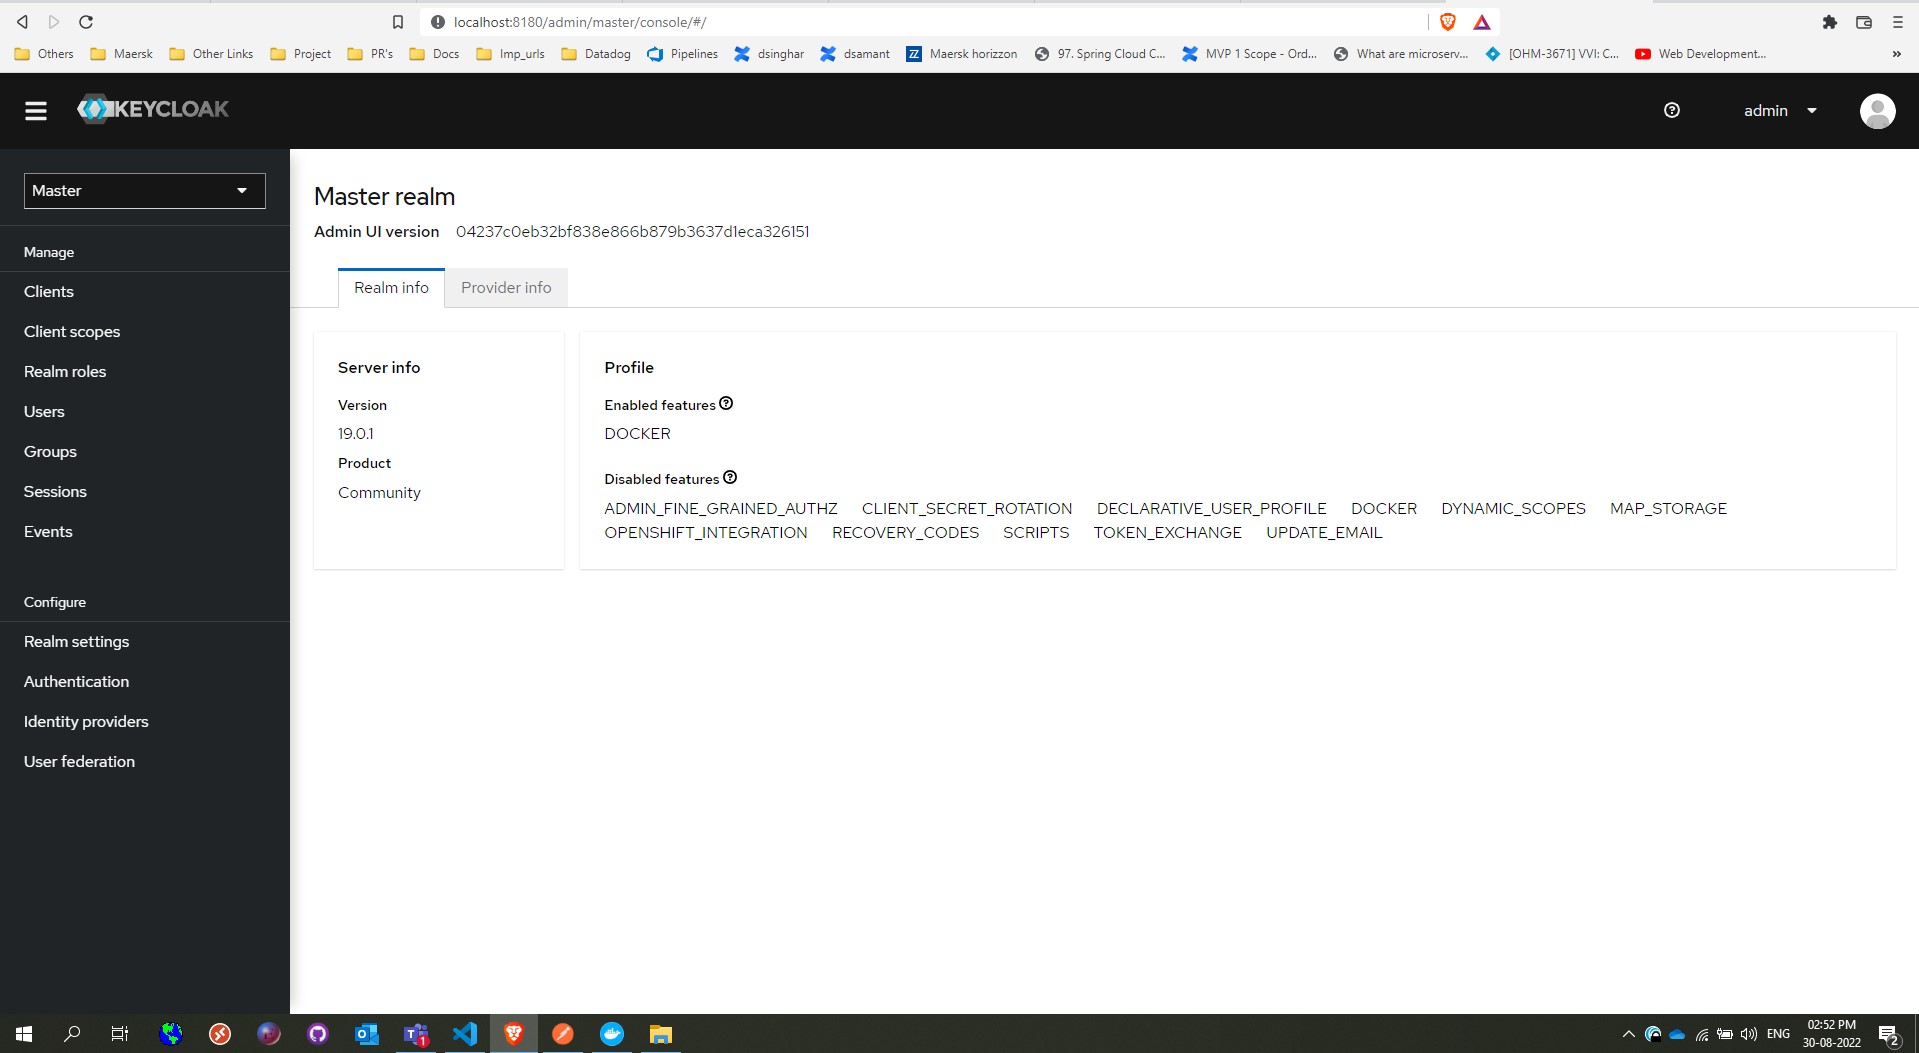 localhost:8180/admin/master/console/#/
Others Maersk Other Links Project PR's Docs Imp_urls Datadog Pipelines dsinghar dsamant Maersk horizzon 97. Spring Cloud C... MVP 1 Scope - Ord... What are microserv... [OHM-3671] VVI: C... Web Development... »
KEYCLOAK
admin
Master
Manage
Clients
Client scopes
Realm roles
Users
Groups
Sessions
Events
Configure
Realm settings
Authentication
Identity providers
User federation
Master realm
Admin UI version 04237c0eb32bf838e866b879b3637d1eca326151
Realm info Provider info
Server info
Version
19.0.1
Product
Community
Profile
Enabled features
DOCKER
Disabled features
ADMIN_FINE_GRAINED_AUTHZ CLIENT_SECRET_ROTATION DECLARATIVE_USER_PROFILE DOCKER DYNAMIC_SCOPES MAP_STORAGE
OPENSHIFT_INTEGRATION RECOVERY_CODES SCRIPTS TOKEN_EXCHANGE UPDATE_EMAIL
ENG
02:52 PM
30-08-2022
2